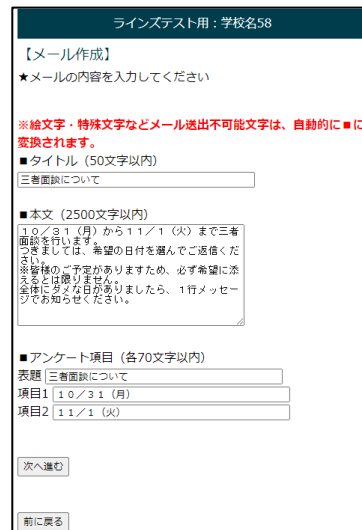 ラインズテスト用：学校名58
【メール作成】
★メールの内容を入力してください
※絵文字・特殊文字などメール送出不可能文字は、自動的に■に
変換されます。
■タイトル（50文字以内）
三者面談について
■本文（2500文字以内）
１０／３１（月）から１１／１（火）まで三者
面談を行います。
つきましては、希望の日付を選んでご返信くだ
さい。
※皆様のご予定がありますため、必ず希望に添
えるとは限りません。
全体にダメな日がありましたら、１行メッセー
ジでお知らせください。
■アンケート項目（各70文字以内）
表題 三者面談について
項目1 １０／３１（月）
項目2 １１／１（火）
次へ進む
前に戻る